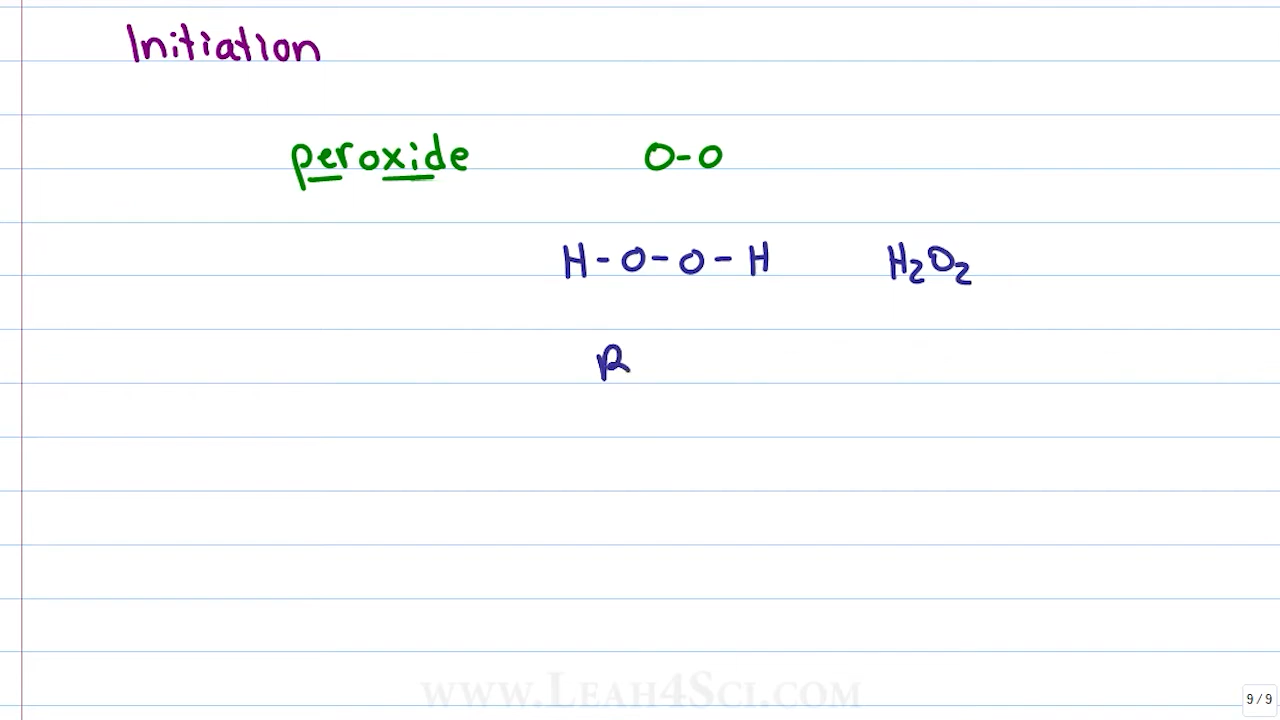 Initiation
peroxide O-O
H-O-O-H H₂O₂
R
www.Leah4Sci.com
9/9